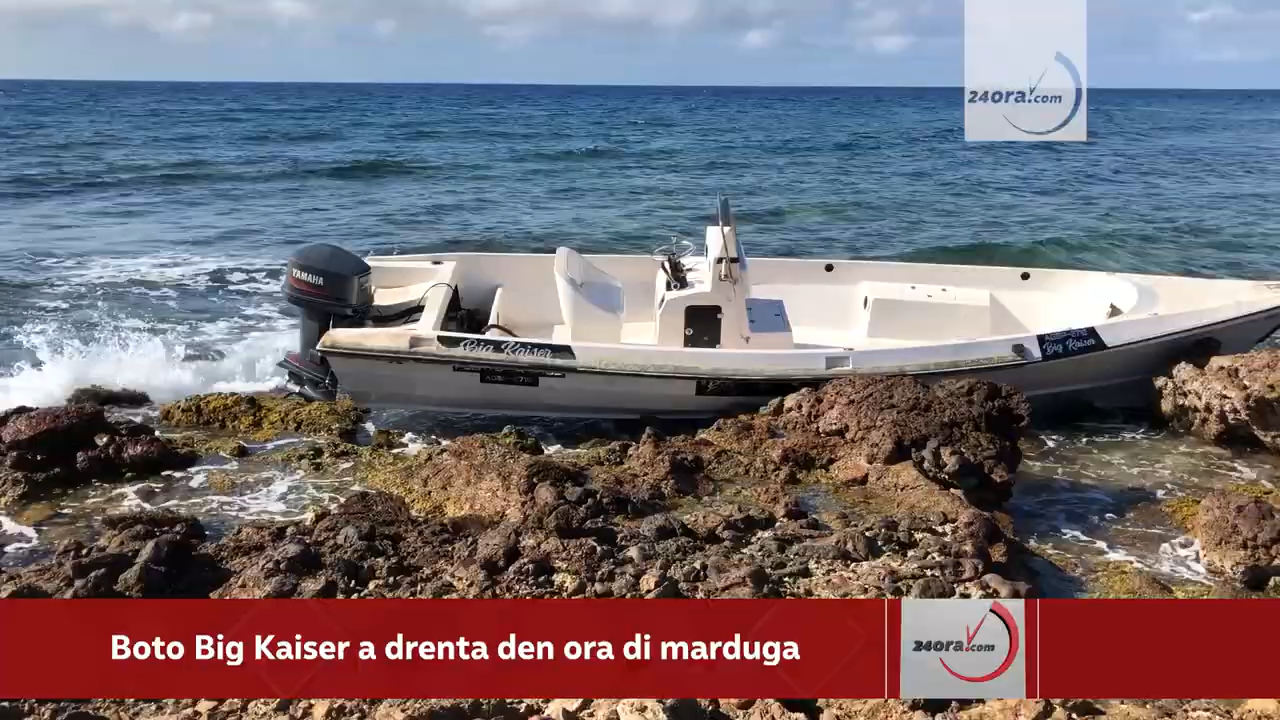 24ora.com
YAMAHA
Big Kaiser
Big Kaiser
Boto Big Kaiser a drenta den ora di marduga
24ora.com